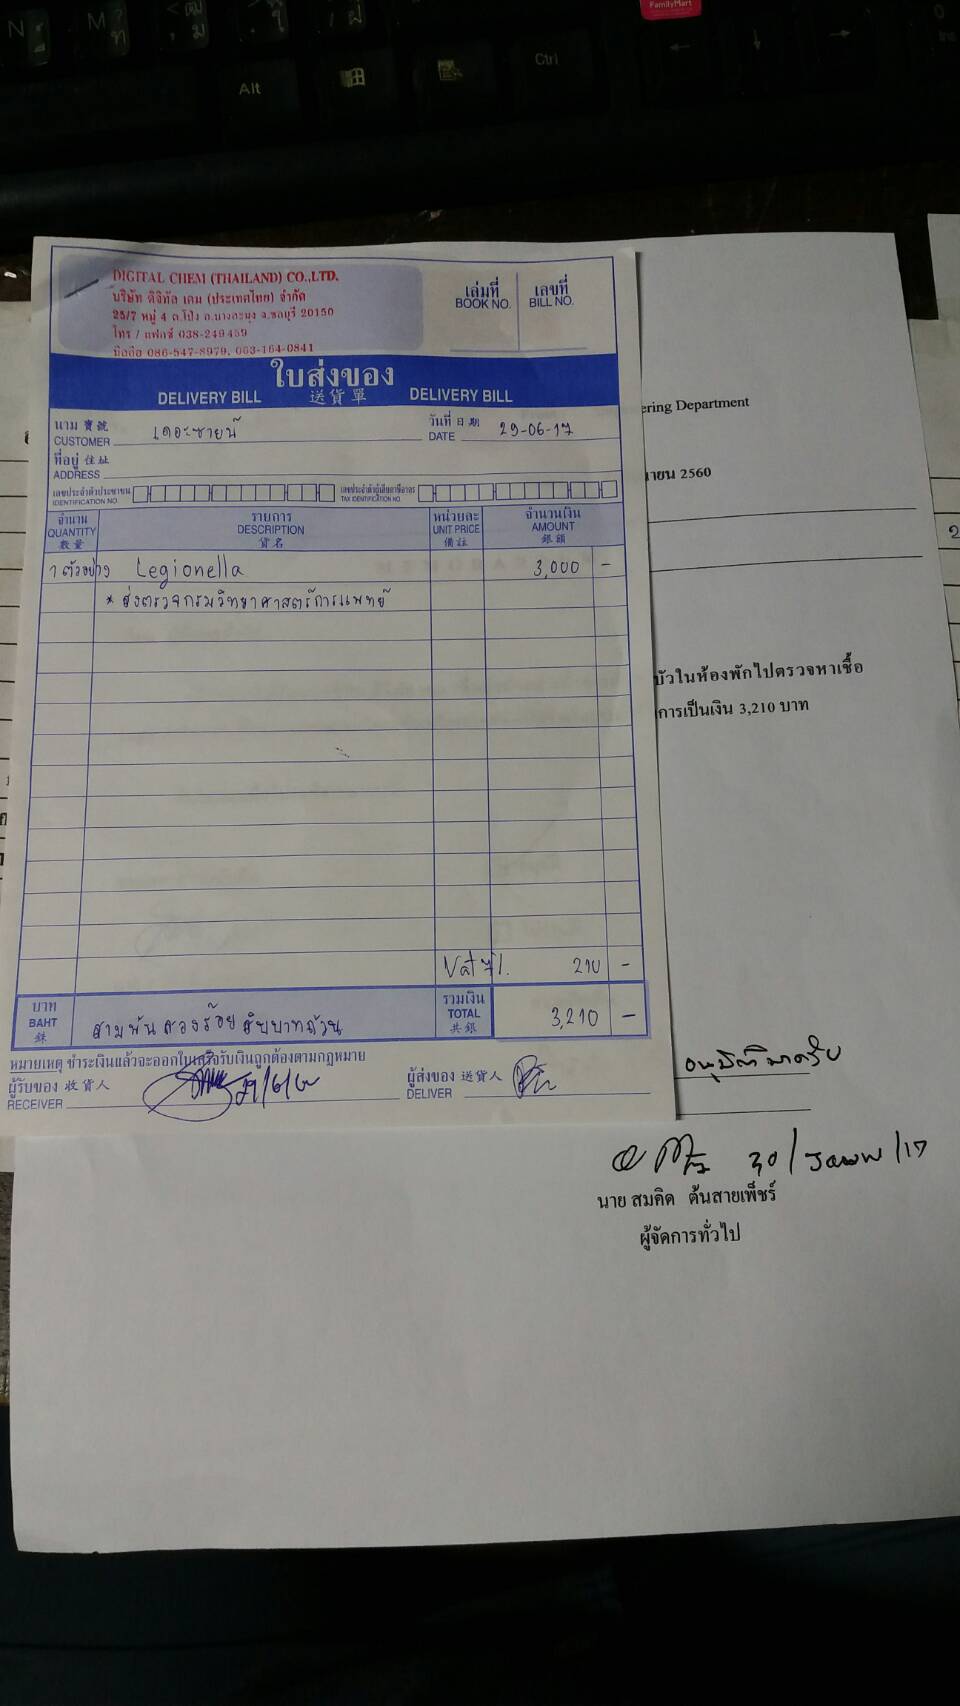 FamilyMart
Alt
Ctrl
DIGITAL CHEM (THAILAND) CO.,LTD.
บริษัท ดิจิทัล เคม (ประเทศไทย) จำกัด
25/7 หมู่ 4 ต.โป่ง อ.บางละมุง จ.ชลบุรี 20150
โทร / แฟกซ์ 038-249459
มือถือ 086-547-8979, 063-164-0841
เล่มที่ เลขที่
BOOK NO. BILL NO.
ใบส่งของ
DELIVERY BILL 送貨單 DELIVERY BILL
นาม 寶號 วันที่ 日期
CUSTOMER เดอะซายน์ DATE 29-06-17
ที่อยู่ 住址
ADDRESS
เลขประจำตัวประชาชน เลขประจำตัวผู้เสียภาษีอากร
IDENTIFICATION NO. TAX IDENTIFICATION NO.
จำนวน รายการ หน่วยละ จำนวนเงิน
QUANTITY DESCRIPTION UNIT PRICE AMOUNT
數量 貨名 備註 銀額
1 ตัวอย่าง Legionella 3,000 -
* ส่งตรวจกรมวิทยาศาสตร์การแพทย์
Vat 7%. 210 -
บาท รวมเงิน
BAHT สามพันสองร้อยสิบบาทถ้วน TOTAL 3,210 -
銖 共銀
หมายเหตุ ชำระเงินแล้วจะออกใบเสร็จรับเงินถูกต้องตามกฎหมาย
ผู้รับของ 收貨人 ผู้ส่งของ 送貨人
RECEIVER 29/6/60 DELIVER
ering Department
ายน 2560
บัวในห้องพักไปตรวจหาเชื้อ
การเป็นเงิน 3,210 บาท
30/
/17
นาย สมคิด ต้นสายเพ็ชร์
ผู้จัดการทั่วไป